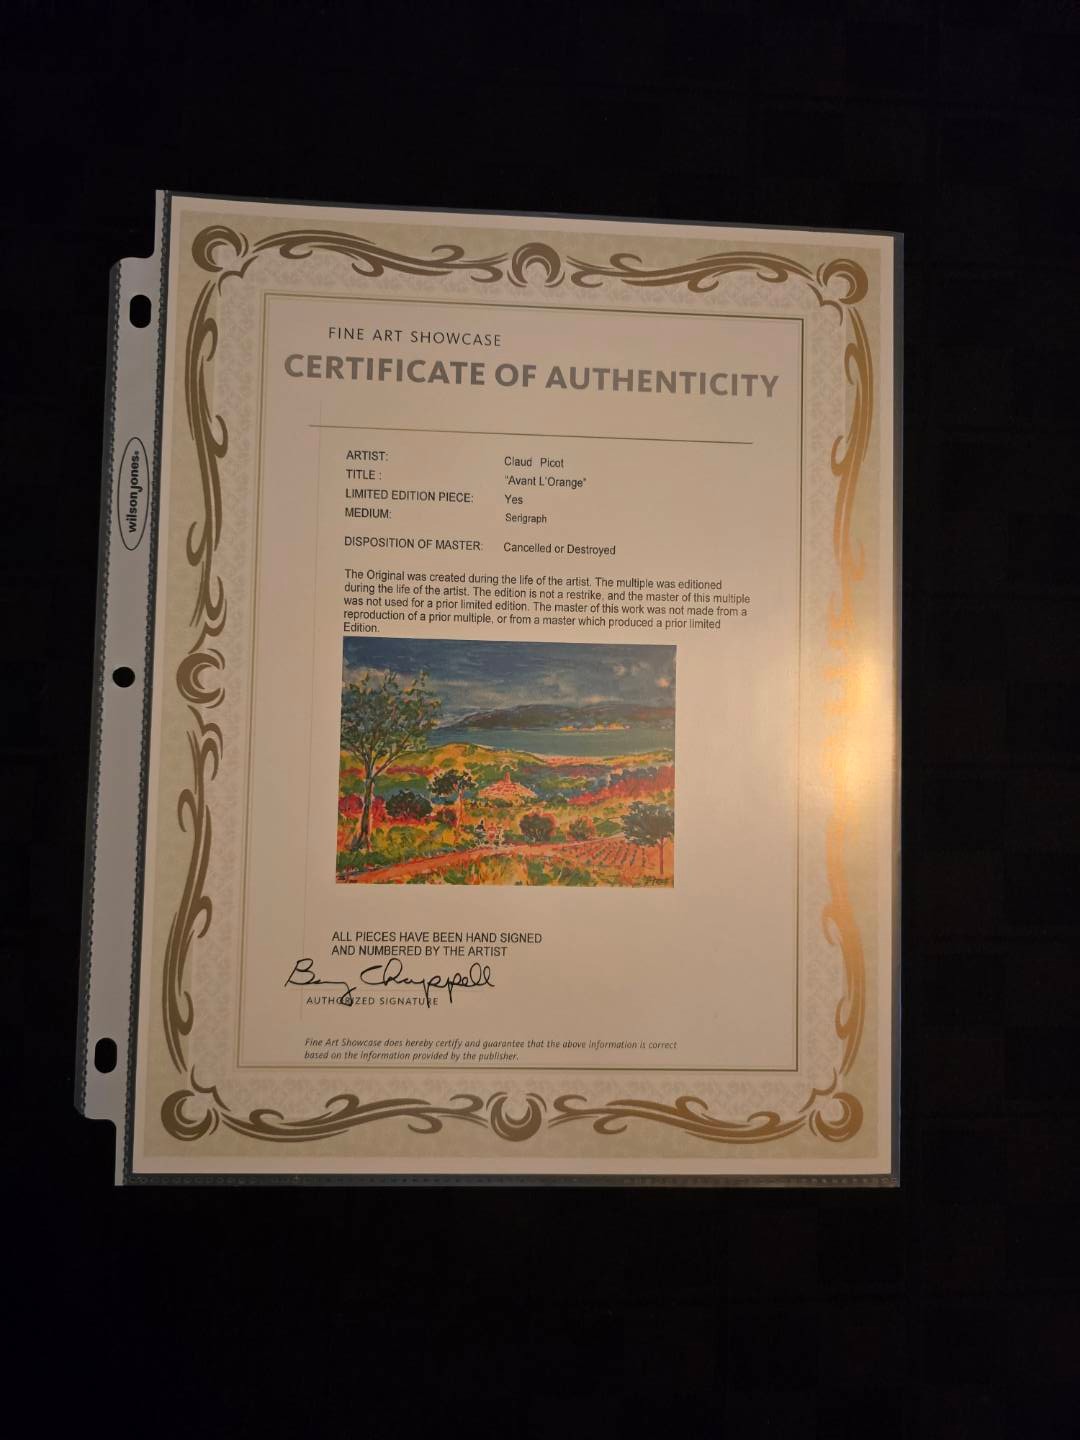 FINE ART SHOWCASE
CERTIFICATE OF AUTHENTICITY
ARTIST: Claud Picot
TITLE : "Avant L'Orange"
LIMITED EDITION PIECE: Yes
MEDIUM: Serigraph
DISPOSITION OF MASTER: Cancelled or Destroyed
The Original was created during the life of the artist. The multiple was editioned
during the life of the artist. The edition is not a restrike, and the master of this multiple
was not used for a prior limited edition. The master of this work was not made from a
reproduction of a prior multiple, or from a master which produced a prior limited
Edition.
Picot
ALL PIECES HAVE BEEN HAND SIGNED
AND NUMBERED BY THE ARTIST
Barry Chappell
AUTHORIZED SIGNATURE
Fine Art Showcase does hereby certify and guarantee that the above information is correct
based on the information provided by the publisher.
wilson jones®